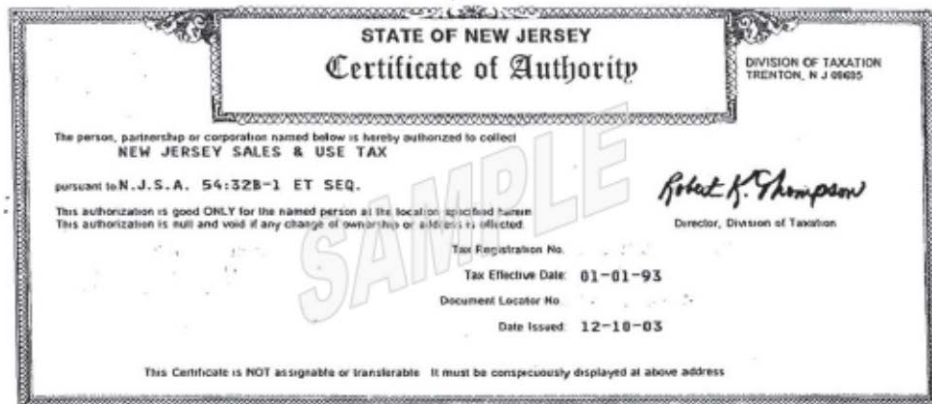 STATE OF NEW JERSEY
Certificate of Authority
DIVISION OF TAXATION
TRENTON, N J 08695
The person, partnership or corporation named below is hereby authorized to collect
NEW JERSEY SALES & USE TAX
pursuant to N.J.S.A. 54:32B-1 ET SEQ.
This authorization is good ONLY for the named person at the location specified herein
This authorization is null and void if any change of ownership or address is effected.
Robert K. Thompson
Director, Division of Taxation
SAMPLE
Tax Registration No.
Tax Effective Date: 01-01-93
Document Locator No.
Date Issued: 12-10-03
This Certificate is NOT assignable or transferable It must be conspicuously displayed at above address